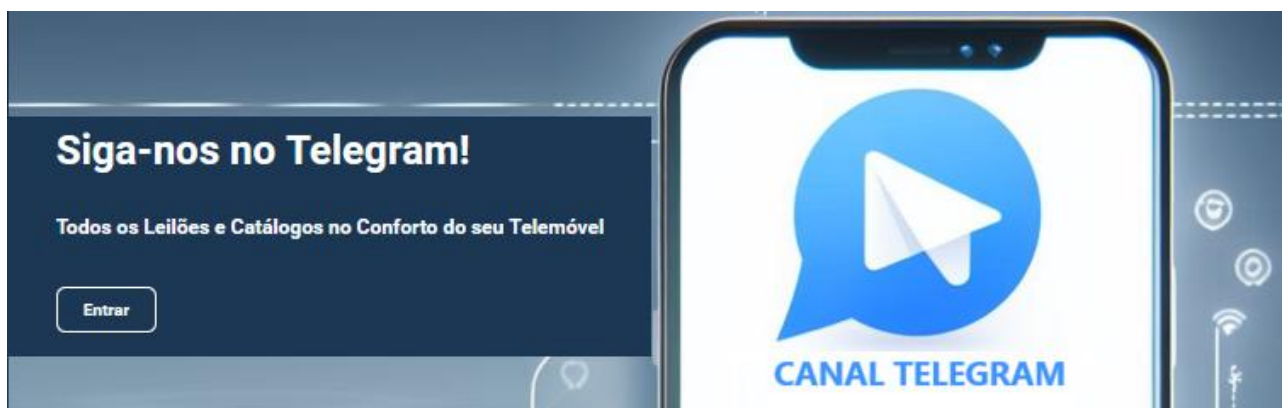 Siga-nos no Telegram!
Todos os Leilões e Catálogos no Conforto do seu Telemóvel
Entrar
CANAL TELEGRAM